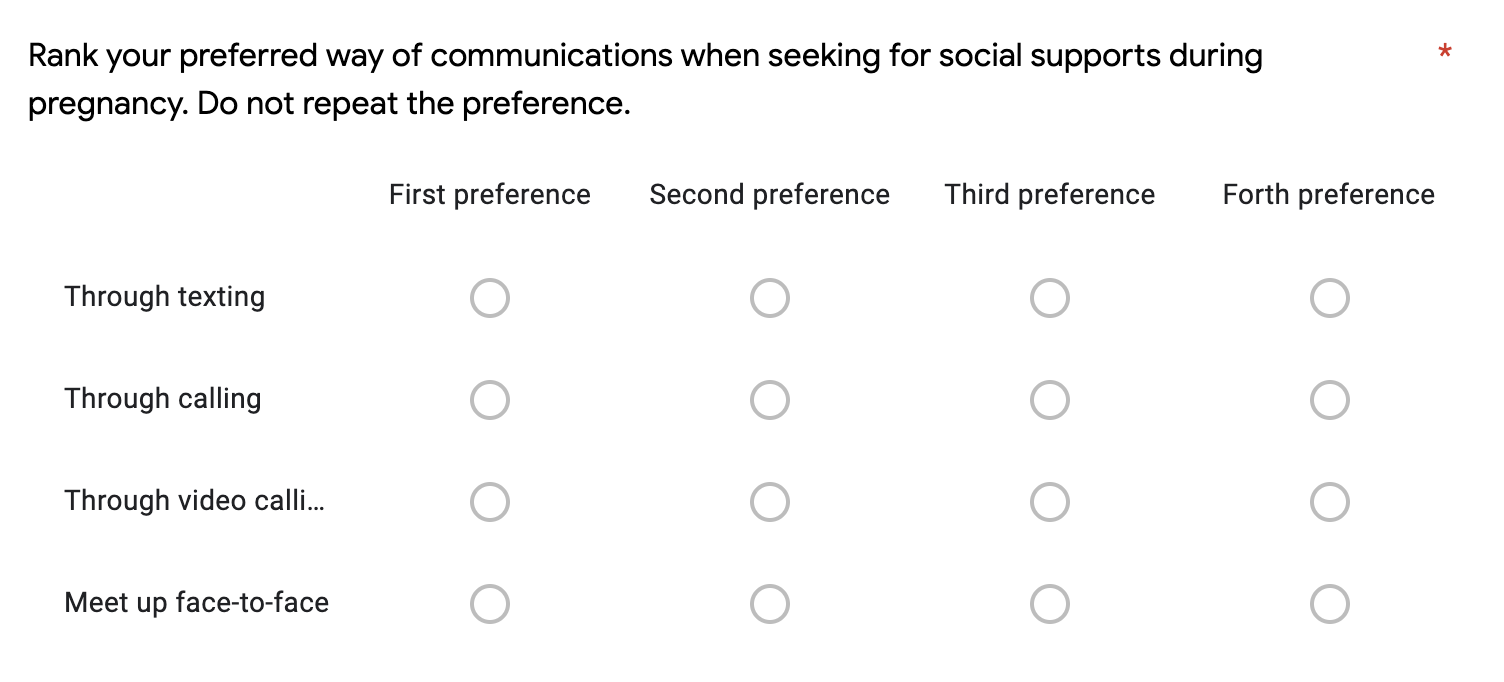 Rank your preferred way of communications when seeking for social supports during *
pregnancy. Do not repeat the preference.
First preference Second preference Third preference Forth preference
Through texting
Through calling
Through video calli...
Meet up face-to-face